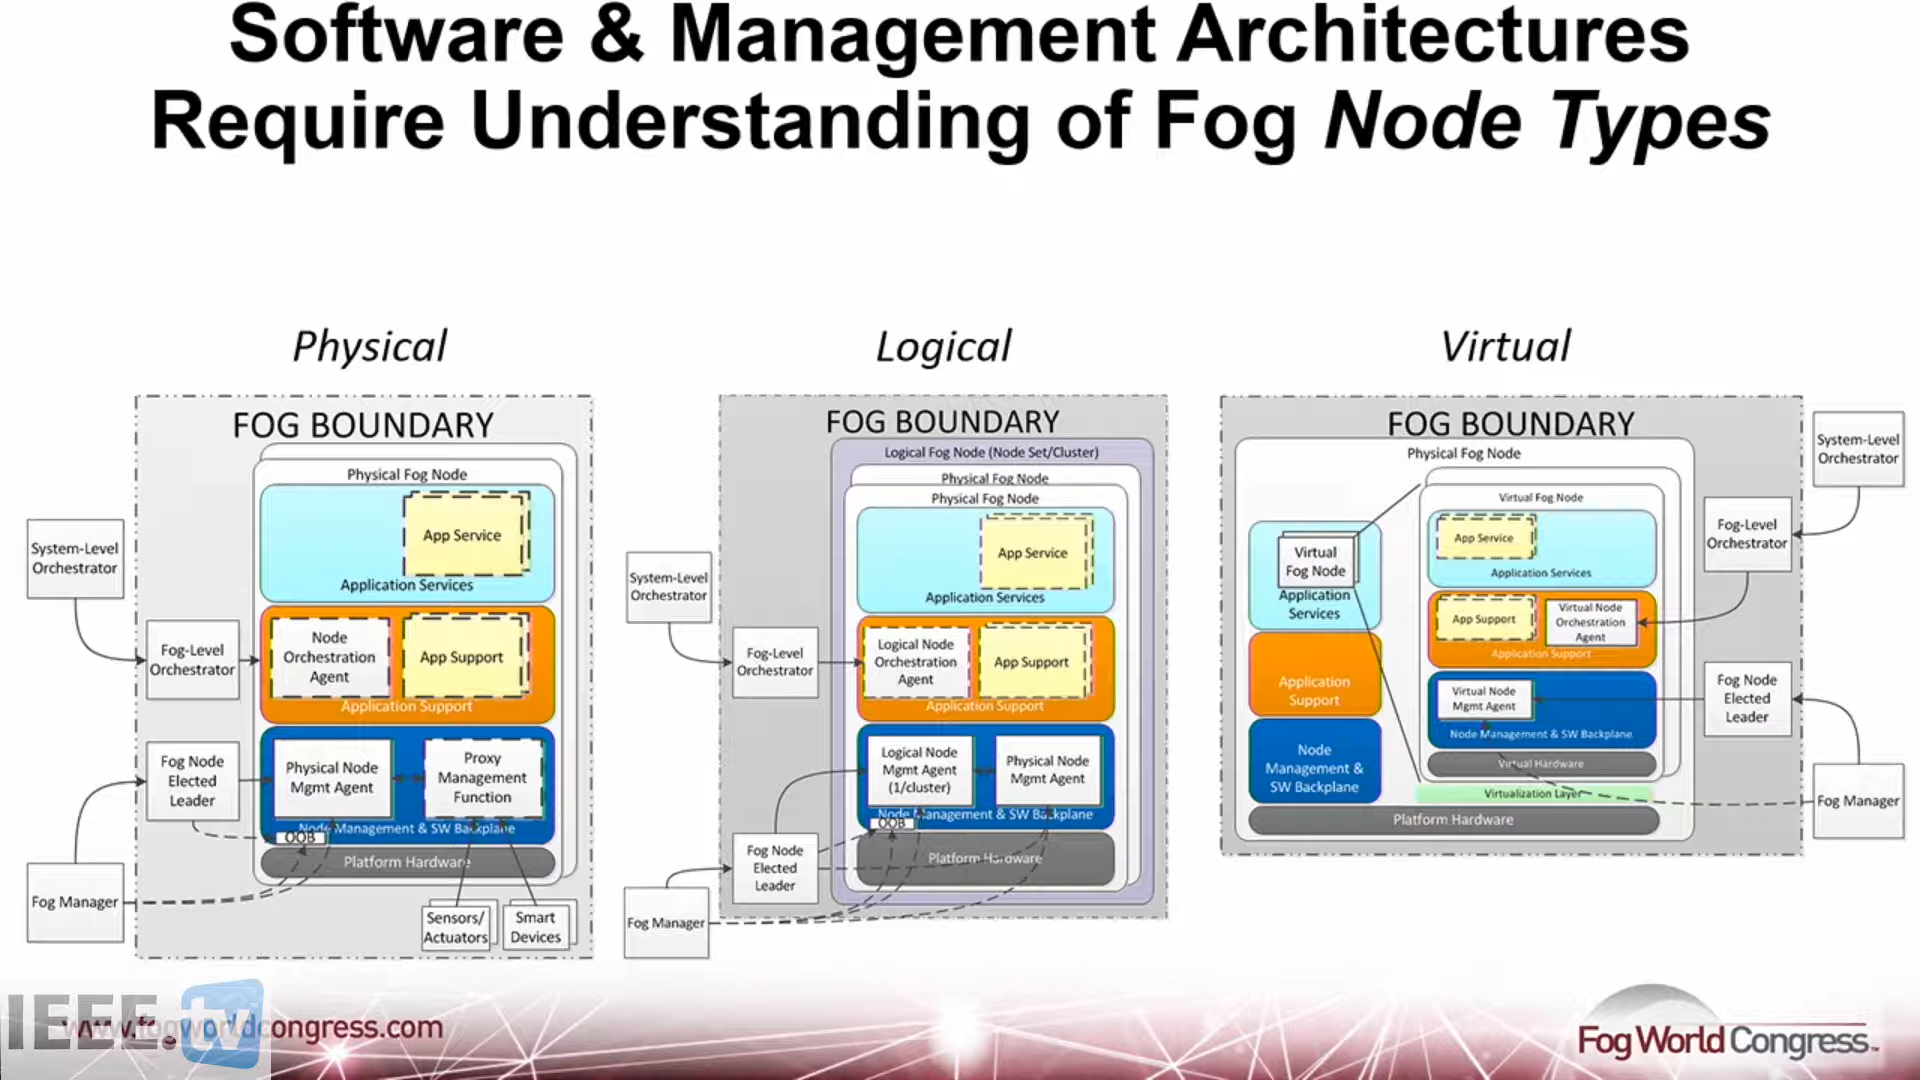 Software & Management Architectures
Require Understanding of Fog Node Types
Physical
FOG BOUNDARY
Physical Fog Node
App Service
Application Services
System-Level
Orchestrator
Fog-Level
Orchestrator
Node
Orchestration
Agent
App Support
Application Support
Fog Node
Elected
Leader
Physical Node
Mgmt Agent
Proxy
Management
Function
Node Management & SW Backplane
OOB
Platform Hardware
Fog Manager
Sensors/
Actuators
Smart
Devices
Logical
FOG BOUNDARY
Logical Fog Node (Node Set/Cluster)
Physical Fog Node
Physical Fog Node
App Service
Application Services
System-Level
Orchestrator
Fog-Level
Orchestrator
Logical Node
Orchestration
Agent
App Support
Application Support
Logical Node
Mgmt Agent
(1/cluster)
Physical Node
Mgmt Agent
Node Management & SW Backplane
OOB
Fog Node
Elected
Leader
Platform Hardware
Fog Manager
Virtual
FOG BOUNDARY
Physical Fog Node
System-Level
Orchestrator
Virtual Fog Node
Fog-Level
Orchestrator
Virtual
Fog Node
Application
Services
App Service
Application Services
App Support
Virtual Node
Orchestration
Agent
Application Support
Application
Support
Virtual Node
Mgmt Agent
Fog Node
Elected
Leader
Node Management & SW Backplane
Node
Management &
SW Backplane
Virtual Hardware
Virtualization Layer
Fog Manager
Platform Hardware
IEEE.tv
www.fogworldcongress.com
Fog World Congress